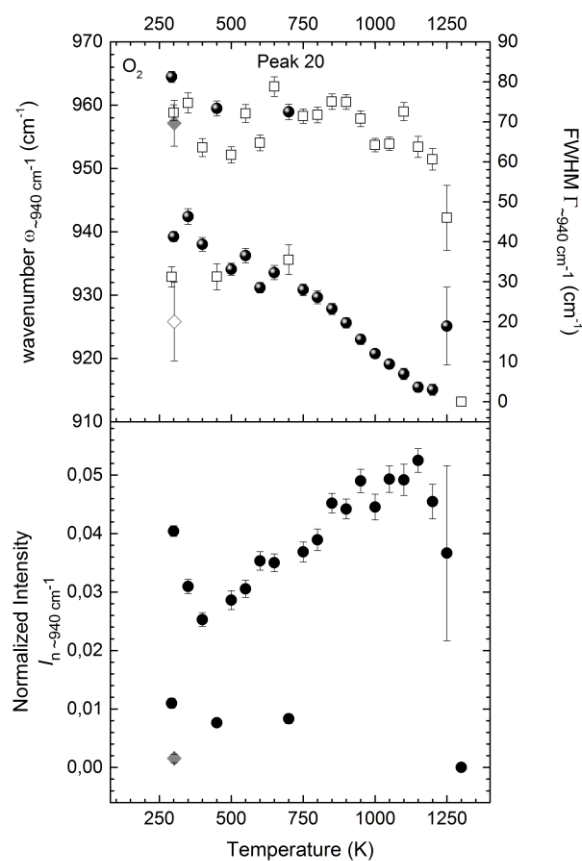 250 500 750 1000 1250
970
960
950
940
930
920
910
90
80
70
60
50
40
30
20
10
0
O2
Peak 20
wavenumber ω~940 cm-1 (cm-1)
FWHM Γ~940 cm-1 (cm-1)
0,05
0,04
0,03
0,02
0,01
0,00
Normalized Intensity
In ~940 cm-1
250 500 750 1000 1250
Temperature (K)